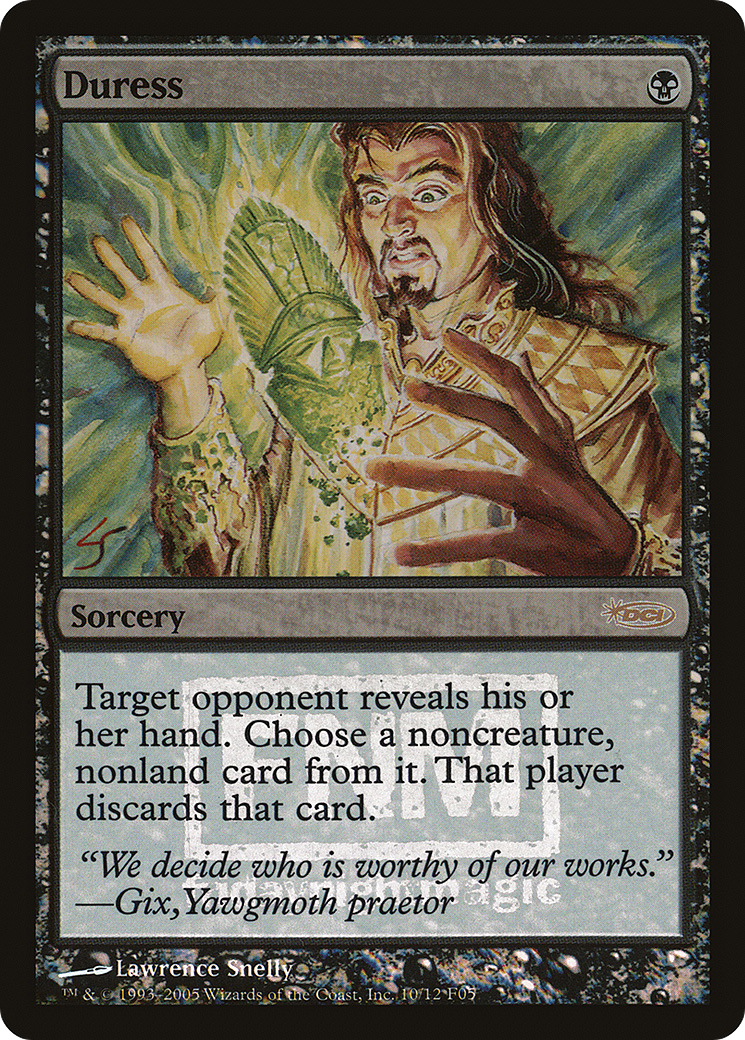 Duress
Sorcery
DCI
Target opponent reveals his or
her hand. Choose a noncreature,
nonland card from it. That player
discards that card.
FNM
“We decide who is worthy of our works.”
—Gix, Yawgmoth praetor
Lawrence Snelly
™ & © 1993–2005 Wizards of the Coast, Inc. 10/12 F05